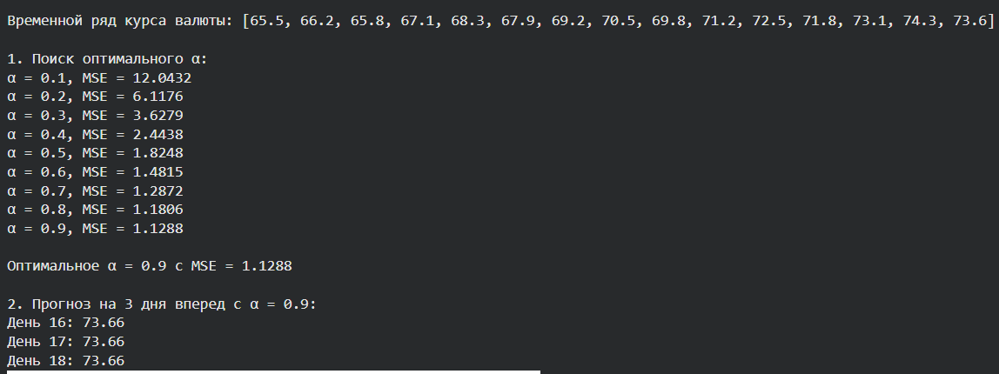 Временной ряд курса валюты: [65.5, 66.2, 65.8, 67.1, 68.3, 67.9, 69.2, 70.5, 69.8, 71.2, 72.5, 71.8, 73.1, 74.3, 73.6]
1. Поиск оптимального α:
α = 0.1, MSE = 12.0432
α = 0.2, MSE = 6.1176
α = 0.3, MSE = 3.6279
α = 0.4, MSE = 2.4438
α = 0.5, MSE = 1.8248
α = 0.6, MSE = 1.4815
α = 0.7, MSE = 1.2872
α = 0.8, MSE = 1.1806
α = 0.9, MSE = 1.1288
Оптимальное α = 0.9 с MSE = 1.1288
2. Прогноз на 3 дня вперед с α = 0.9:
День 16: 73.66
День 17: 73.66
День 18: 73.66